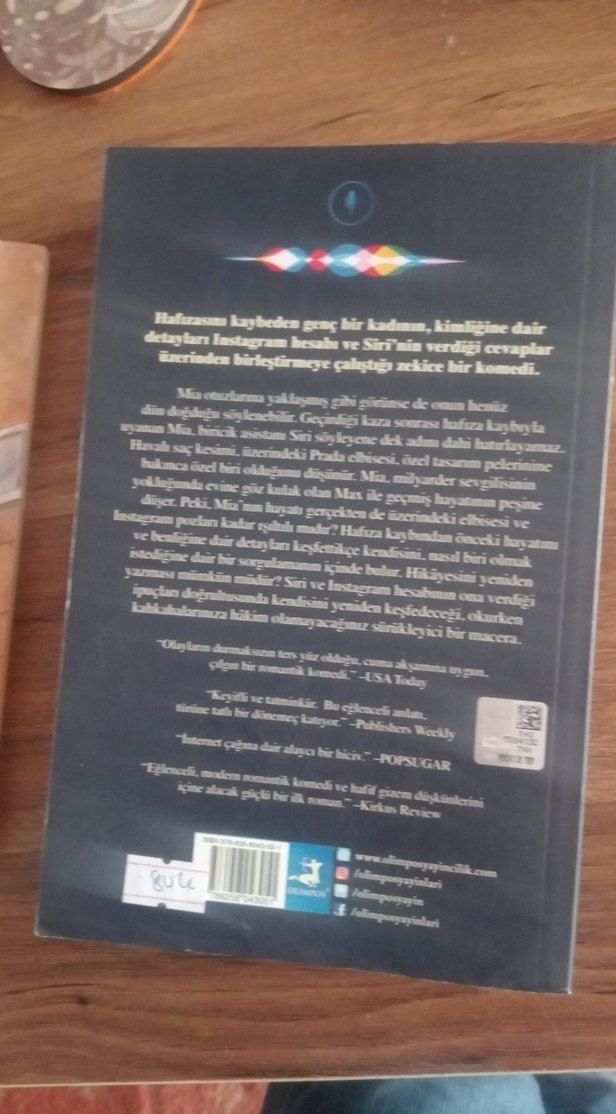 Hafızasını kaybeden genç bir kadının, kimliğine dair
detayları Instagram hesabı ve Siri'nin verdiği cevaplar
üzerinden birleştirmeye çalıştığı zekice bir komedi.
Mia otuzlarına yaklaşmış gibi görünse de onun henüz
dün doğduğu söylenebilir. Geçirdiği kaza sonrası hafıza kaybıyla
uyanan Mia, biricik asistanı Siri söyleyene dek adını dahi hatırlayamaz.
Havalı saç kesimi, üzerindeki Prada elbisesi, özel tasarım pelerinine
bakınca özel biri olduğunu düşünür. Mia, milyarder sevgilisinin
yokluğunda evine göz kulak olan Max ile geçmiş hayatının peşine
düşer. Peki, Mia'nın hayatı gerçekten de üzerindeki elbisesi ve
Instagram pozları kadar ışıltılı mıdır? Hafıza kaybından önceki hayatını
ve benliğine dair detayları keşfettikçe kendisini, nasıl biri olmak
istediğine dair bir sorgulamanın içinde bulur. Hikâyesini yeniden
yazması mümkün müdür? Siri ve Instagram hesabının ona verdiği
ipuçları doğrultusunda kendisini yeniden keşfedeceği, okurken
kahkahalarınıza hâkim olamayacağınız sürükleyici bir macera.
"Olayların durmaksızın ters yüz olduğu, cuma akşamına uygun,
çılgın bir romantik komedi." –USA Today
"Keyifli ve tatminkâr. Bu eğlenceli anlatı,
türüne tatlı bir dönemeç katıyor." –Publishers Weekly
"İnternet çağına dair alaycı bir hiciv." –POPSUGAR
"Eğlenceli, modern romantik komedi ve hafif gizem düşkünlerini
içine alacak güçlü bir ilk roman." –Kirkus Review
OLİMPOS
www.olimposyayincilik.com
/olimposyayinlari
/olimposyayin
/olimposyayinlari